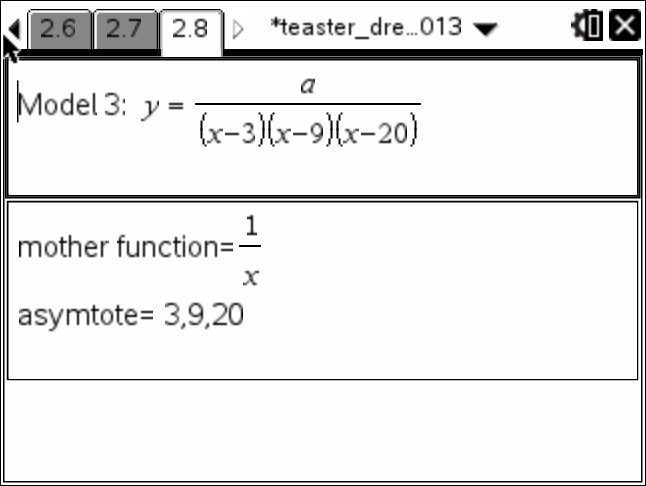 2.6 2.7 2.8 *teaster_dre...013
Model 3: y = a/((x−3)(x−9)(x−20))
mother function= 1/x
asymtote= 3,9,20